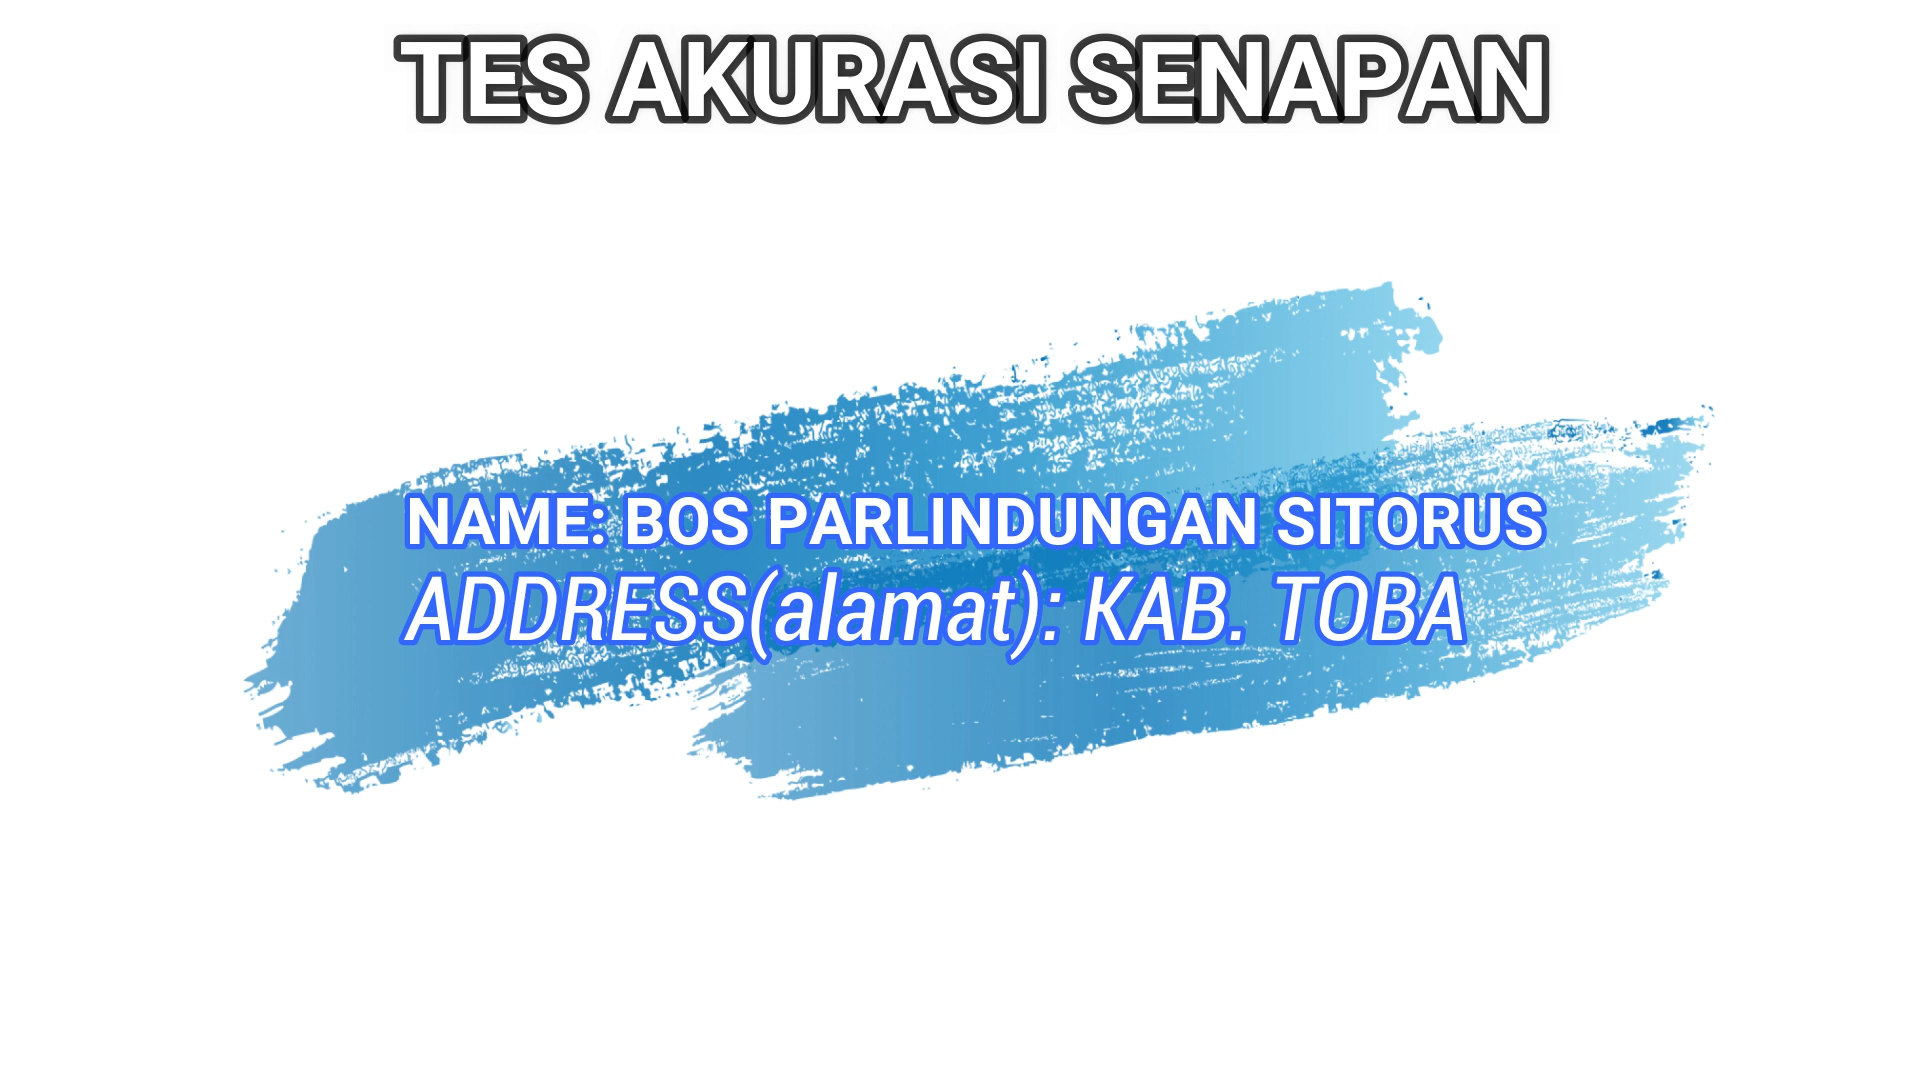 TES AKURASI SENAPAN
NAME: BOS PARLINDUNGAN SITORUS
ADDRESS(alamat): KAB. TOBA